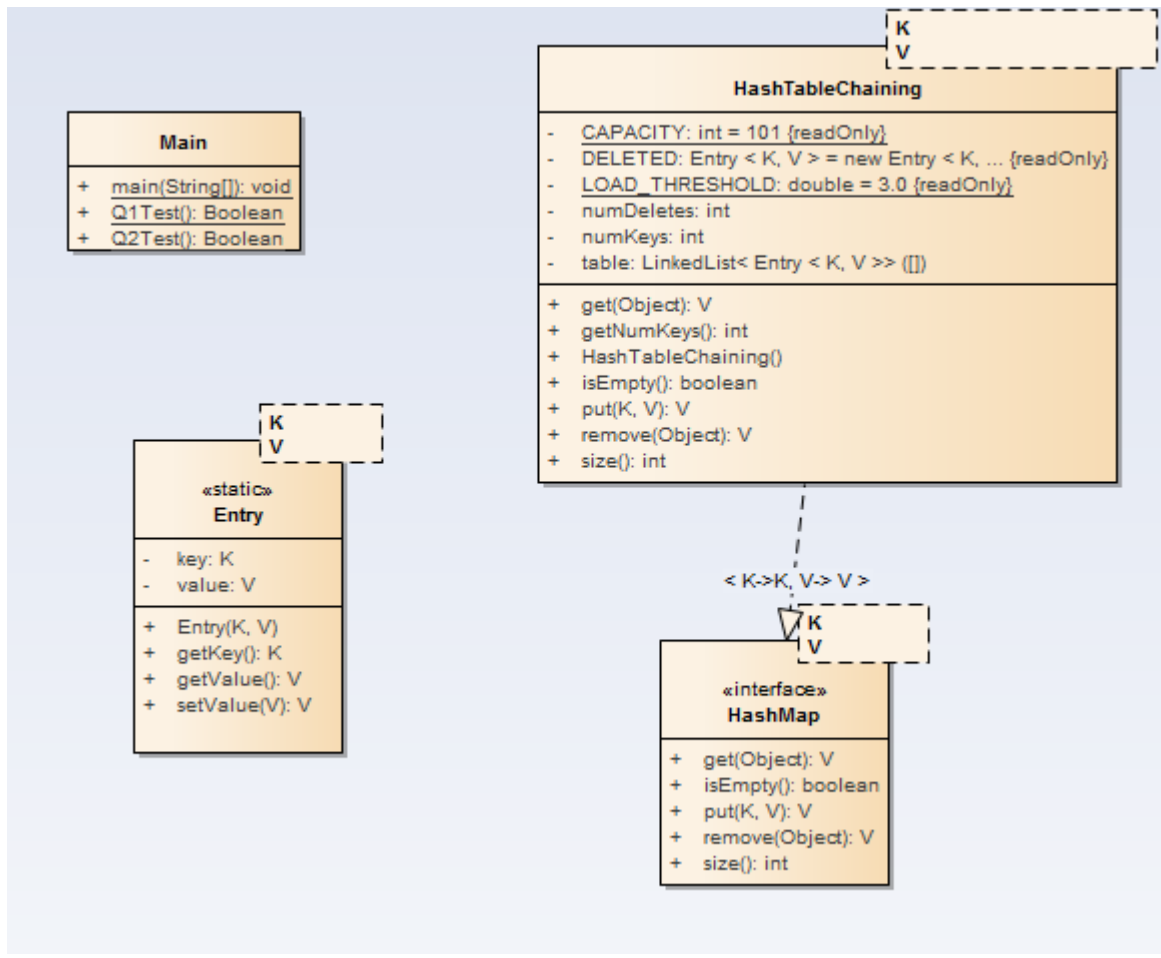 Main
+ main(String[]): void
+ Q1Test(): Boolean
+ Q2Test(): Boolean
K
V
HashTableChaining
- CAPACITY: int = 101 {readOnly}
- DELETED: Entry < K, V > = new Entry < K, ... {readOnly}
- LOAD_THRESHOLD: double = 3.0 {readOnly}
- numDeletes: int
- numKeys: int
- table: LinkedList< Entry < K, V >> ([])
+ get(Object): V
+ getNumKeys(): int
+ HashTableChaining()
+ isEmpty(): boolean
+ put(K, V): V
+ remove(Object): V
+ size(): int
K
V
«static»
Entry
- key: K
- value: V
+ Entry(K, V)
+ getKey(): K
+ getValue(): V
+ setValue(V): V
< K->K, V-> V >
K
V
«interface»
HashMap
+ get(Object): V
+ isEmpty(): boolean
+ put(K, V): V
+ remove(Object): V
+ size(): int